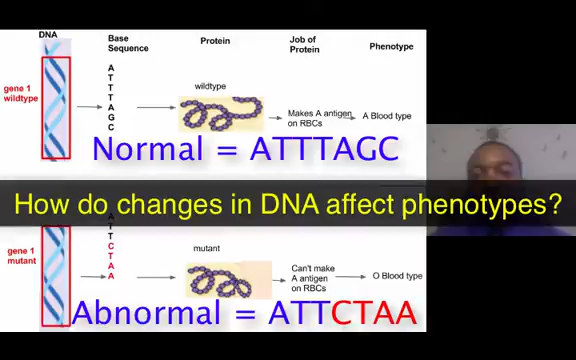 DNA
Base
Sequence
Protein
Job of
Protein
Phenotype
gene 1
wildtype
A
T
T
T
A
G
C
wildtype
Makes A antigen
on RBCs
A Blood type
Normal = ATTTAGC
How do changes in DNA affect phenotypes?
gene 1
mutant
T
T
C
T
A
A
mutant
Can't make
A antigen
on RBCs
O Blood type
Abnormal = ATTCTAA